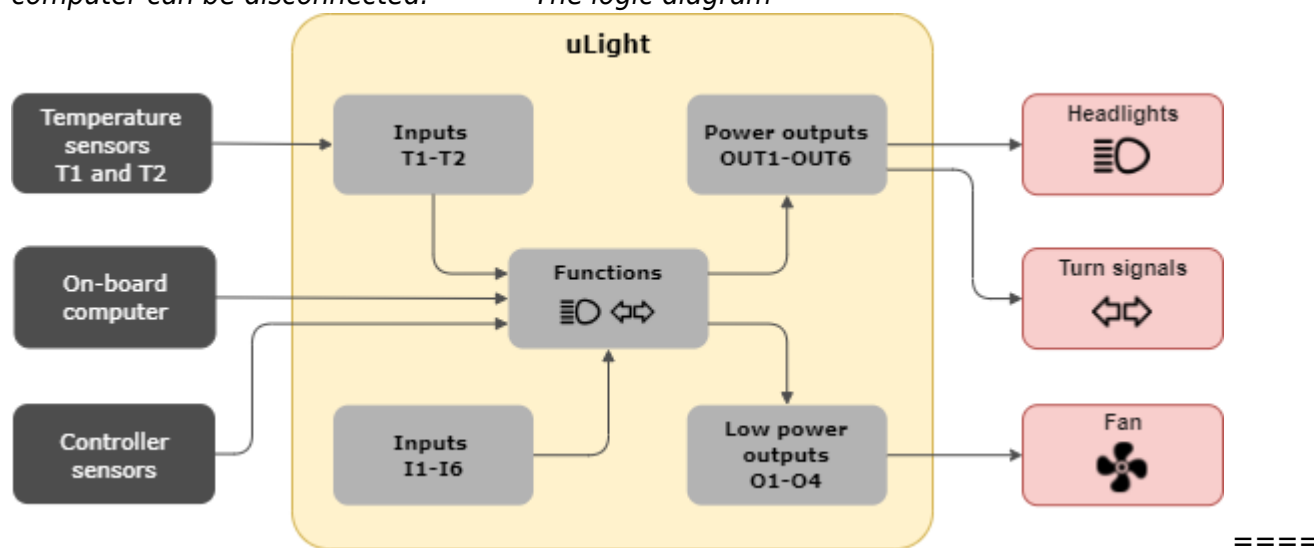 computer can be disconnected. The logic diagram
uLight
Temperature
sensors
T1 and T2
Inputs
T1-T2
Power outputs
OUT1-OUT6
Headlights
On-board
computer
Functions
Turn signals
Controller
sensors
Inputs
I1-I6
Low power
outputs
O1-O4
Fan
====